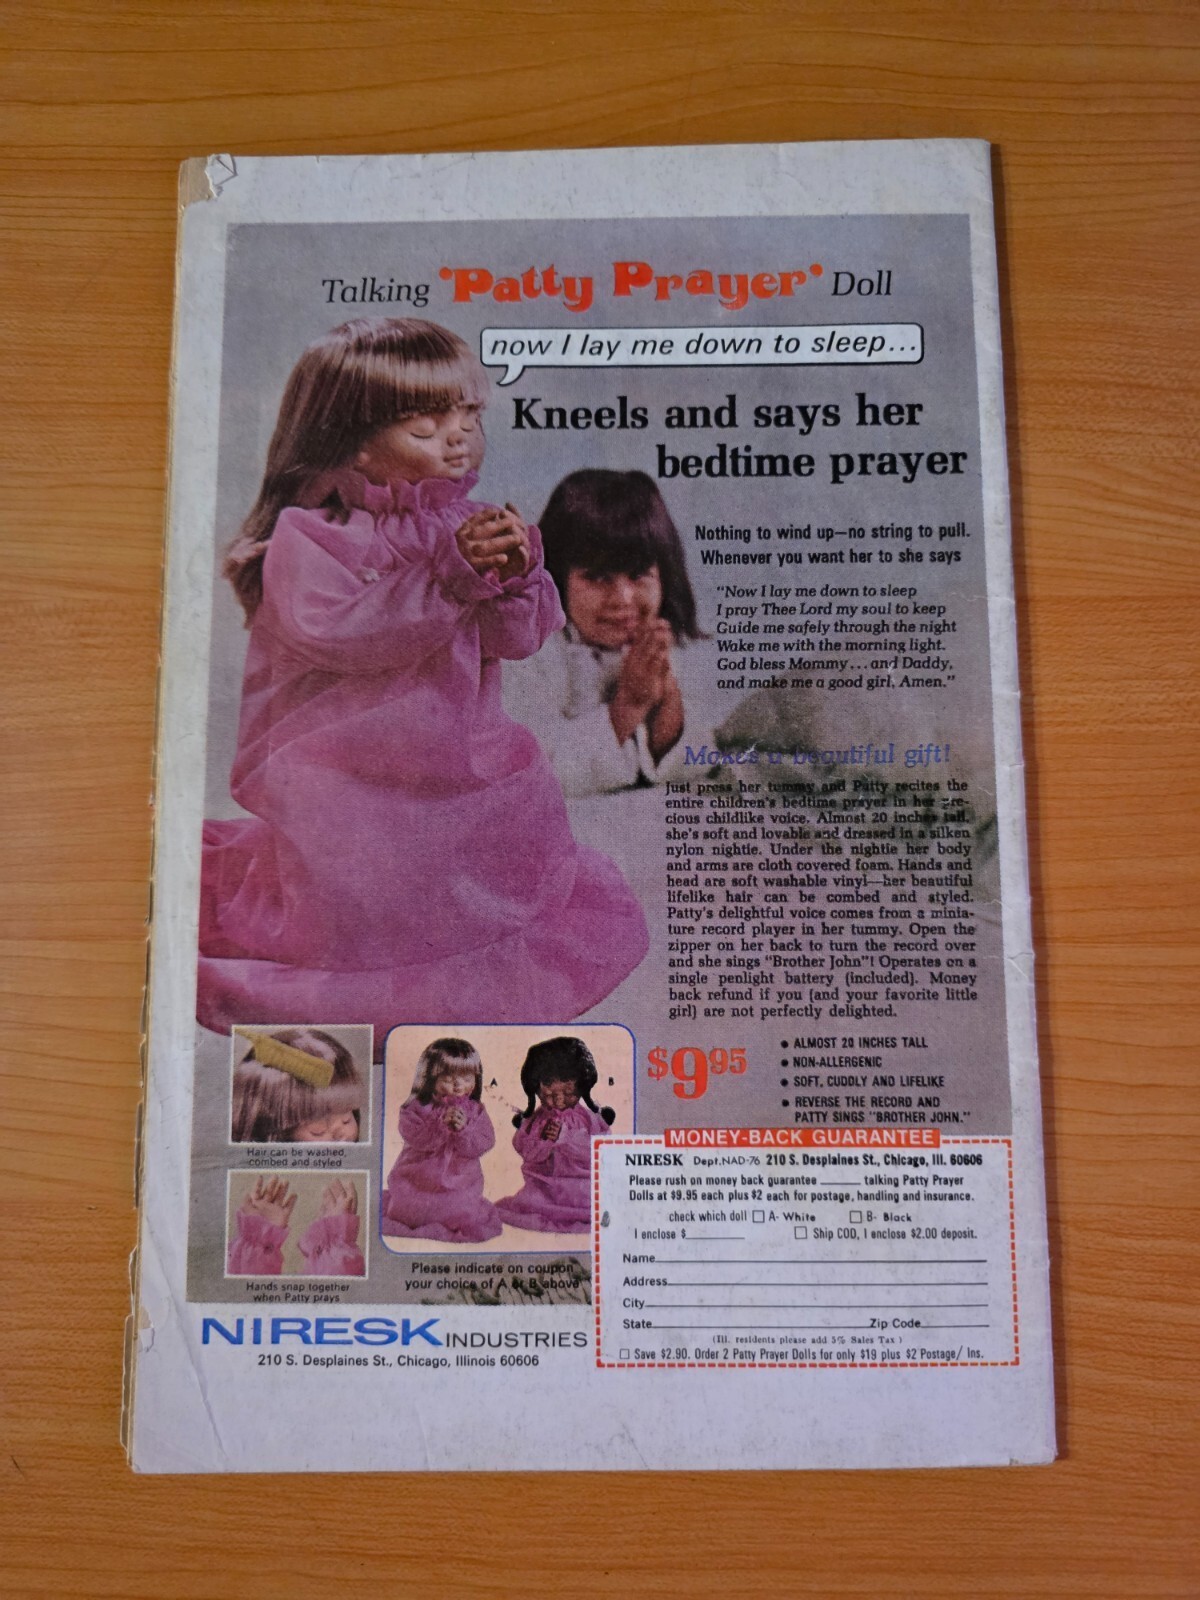 Talking 'Patty Prayer' Doll
now I lay me down to sleep...
Kneels and says her
bedtime prayer
Nothing to wind up—no string to pull.
Whenever you want her to she says
"Now I lay me down to sleep
I pray Thee Lord my soul to keep
Guide me safely through the night
Wake me with the morning light.
God bless Mommy...and Daddy,
and make me a good girl, Amen."
Makes a beautiful gift!
Just press her tummy and Patty recites the
entire children's bedtime prayer in her pre-
cious childlike voice. Almost 20 inches tall,
she's soft and lovable and dressed in a silken
nylon nightie. Under the nightie her body
and arms are cloth covered foam. Hands and
head are soft washable vinyl—her beautiful
lifelike hair can be combed and styled.
Patty's delightful voice comes from a minia-
ture record player in her tummy. Open the
zipper on her back to turn the record over
and she sings "Brother John"! Operates on a
single penlight battery (included). Money
back refund if you (and your favorite little
girl) are not perfectly delighted.
Hair can be washed,
combed and styled
Hands snap together
when Patty prays
A
B
Please indicate on coupon
your choice of A or B above
$9.95
• ALMOST 20 INCHES TALL
• NON-ALLERGENIC
• SOFT, CUDDLY AND LIFELIKE
• REVERSE THE RECORD AND
PATTY SINGS "BROTHER JOHN."
MONEY-BACK GUARANTEE
NIRESK Dept.NAD-76 210 S. Desplaines St., Chicago, Ill. 60606
Please rush on money back guarantee ______ talking Patty Prayer
Dolls at $9.95 each plus $2 each for postage, handling and insurance.
check which doll ☐ A- White ☐ B- Black
I enclose $________ ☐ Ship COD, I enclose $2.00 deposit.
Name
Address
City
State Zip Code
(Ill. residents please add 5% Sales Tax)
☐ Save $2.90. Order 2 Patty Prayer Dolls for only $19 plus $2 Postage/ Ins.
NIRESK INDUSTRIES
210 S. Desplaines St., Chicago, Illinois 60606